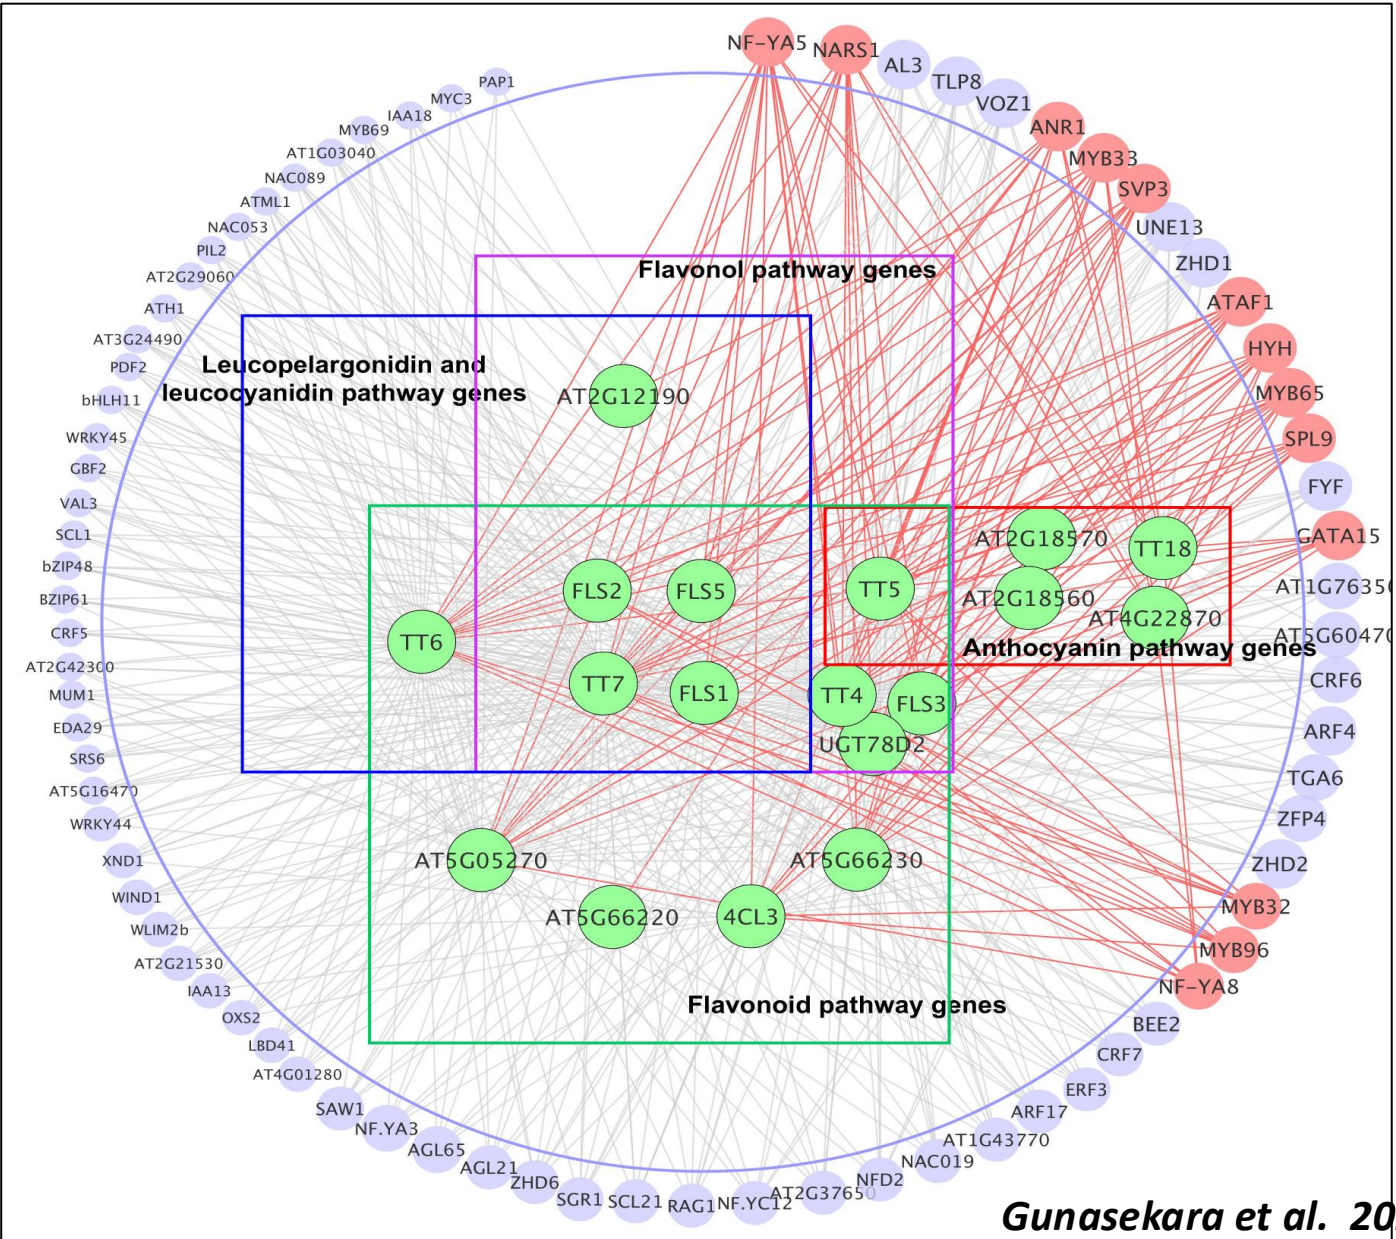 NF-YA5
NARS1
AL3
TLP8
VOZ1
ANR1
MYB33
SVP3
UNE13
ZHD1
ATAF1
HYH
MYB65
SPL9
FYF
GATA15
AT1G76350
AT5G60470
CRF6
ARF4
TGA6
ZFP4
ZHD2
MYB32
MYB96
NF-YA8
BEE2
CRF7
ERF3
ARF17
AT1G43770
NAC019
NFD2
AT2G37650
NF.YC12
RAG1
SCL21
SGR1
ZHD6
AGL21
AGL65
NF.YA3
SAW1
AT4G01280
LBD41
OXS2
IAA13
AT2G21530
WLIM2b
WIND1
XND1
WRKY44
AT5G16470
SRS6
EDA29
MUM1
AT2G42300
CRF5
BZIP61
bZIP48
SCL1
VAL3
GBF2
WRKY45
bHLH11
PDF2
AT3G24490
ATH1
AT2G29060
PIL2
NAC053
ATML1
NAC089
AT1G03040
MYB69
IAA18
MYC3
PAP1
Flavonol pathway genes
Leucopelargonidin and
leucocyanidin pathway genes
AT2G12190
FLS2
FLS5
TT5
AT2G18570
TT18
AT2G18560
AT4G22870
Anthocyanin pathway genes
TT6
TT7
FLS1
TT4
FLS3
UGT78D2
AT5G05270
AT5G66230
AT5G66220
4CL3
Flavonoid pathway genes
Gunasekara et al. 20